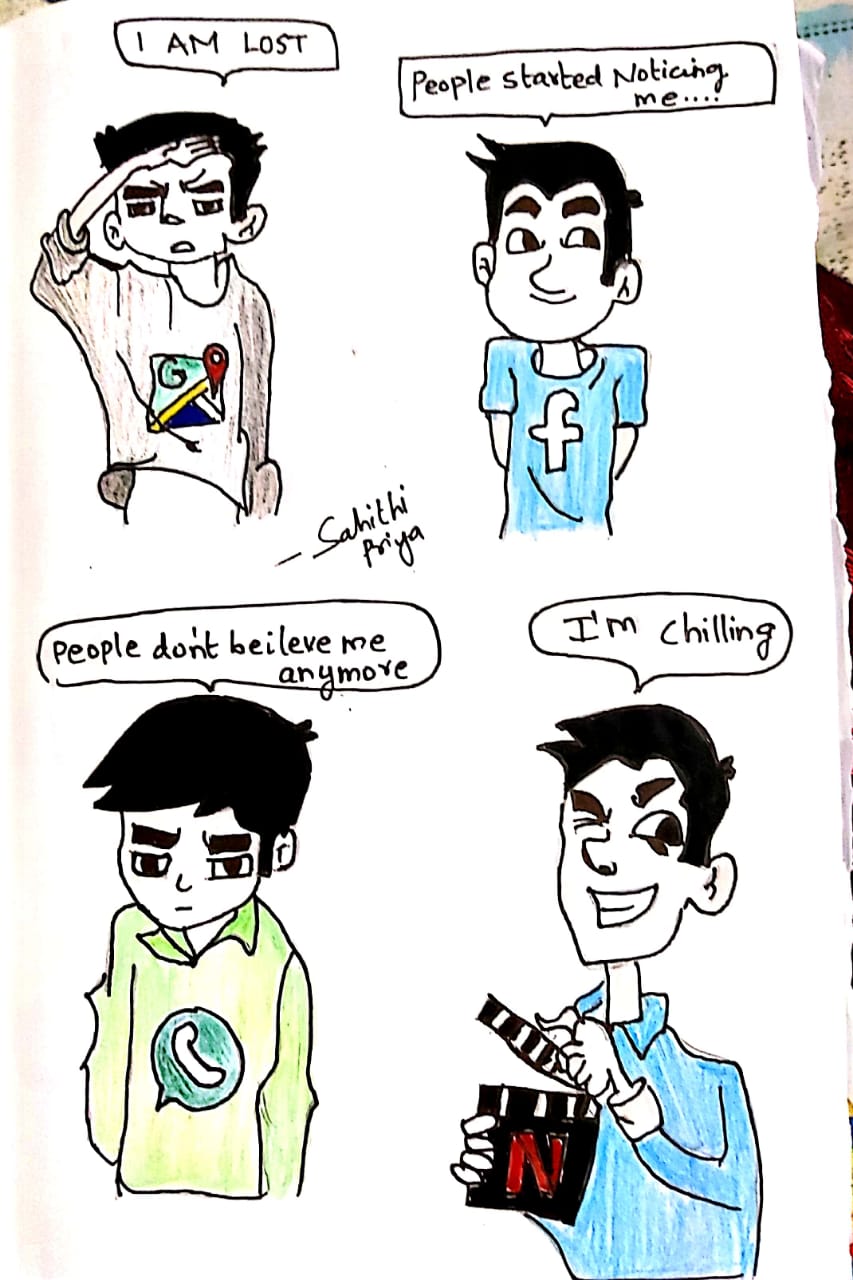 I AM LOST
People started Noticing
me....
G
f
– Sahithi
Priya
People don't beileve me
anymore
I'm chilling
N